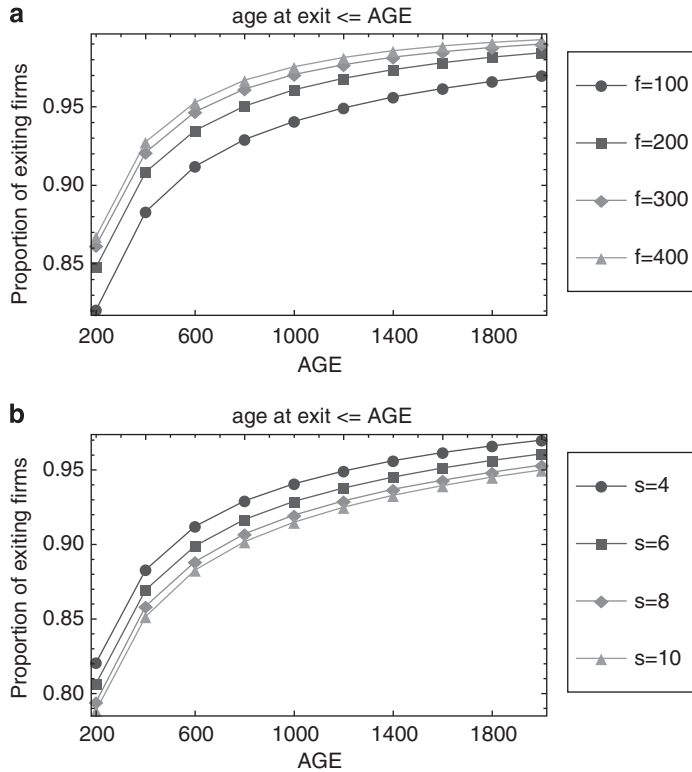 a
age at exit <= AGE
Proportion of exiting firms
0.95
0.90
0.85
200 600 1000 1400 1800
AGE
f=100
f=200
f=300
f=400
b
age at exit <= AGE
Proportion of exiting firms
0.95
0.90
0.85
0.80
200 600 1000 1400 1800
AGE
s=4
s=6
s=8
s=10